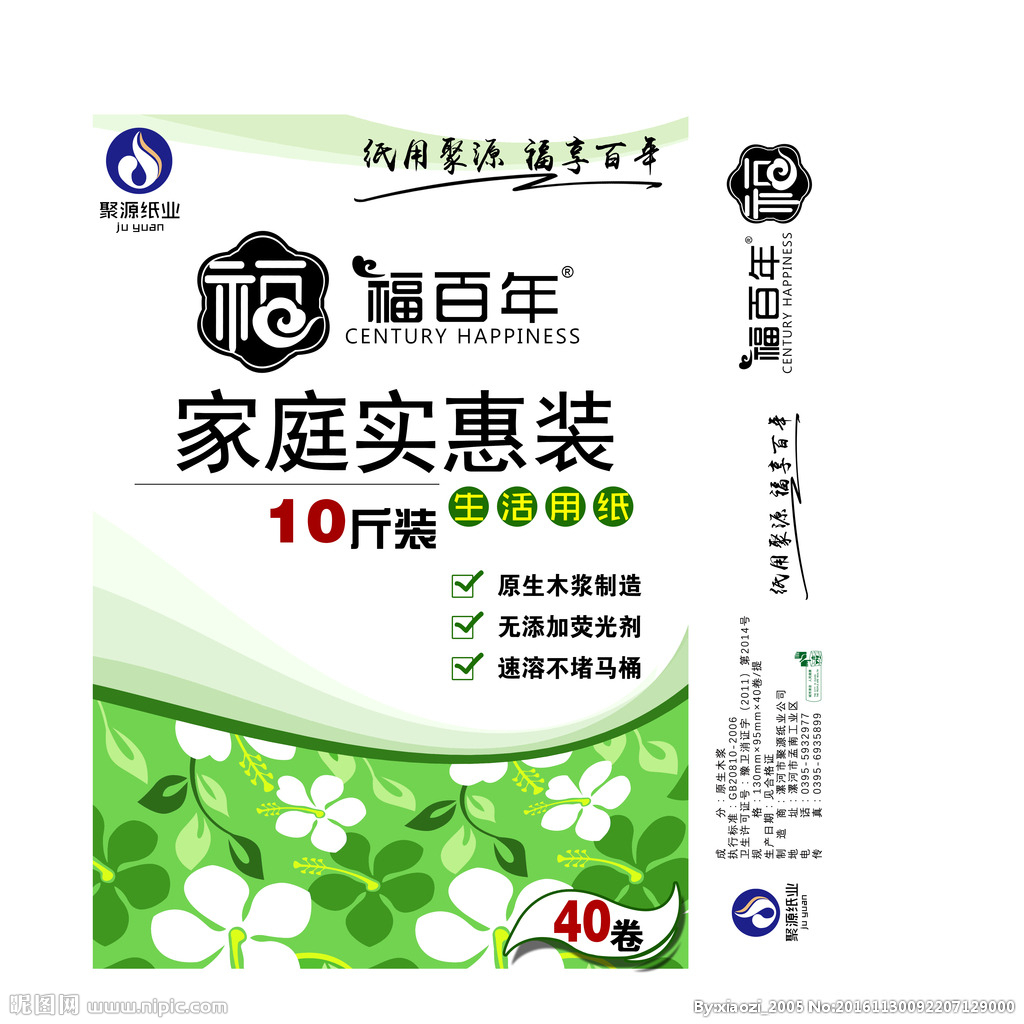 聚源纸业
ju yuan
纸用聚源 福享百年
福
福百年®
CENTURY HAPPINESS
家庭实惠装
10斤装
生活用纸
原生木浆制造
无添加荧光剂
速溶不堵马桶
40卷
福
福百年®
CENTURY HAPPINESS
纸用聚源 福享百年
成 分：原生木浆
执行标准：GB20810-2006
卫生许可证号：豫卫消证字（2011）第2014号
规 格：130mm×95mm×40卷/提
生产日期：见合格证
制 造 商：漯河市聚源纸业公司
地 址：漯河市孟南工业区
电 话：0395-5932977
传 真：0395-6935899
聚源纸业
ju yuan
昵图网 www.nipic.com
By:xiaozi_2005 No:20161130092207129000